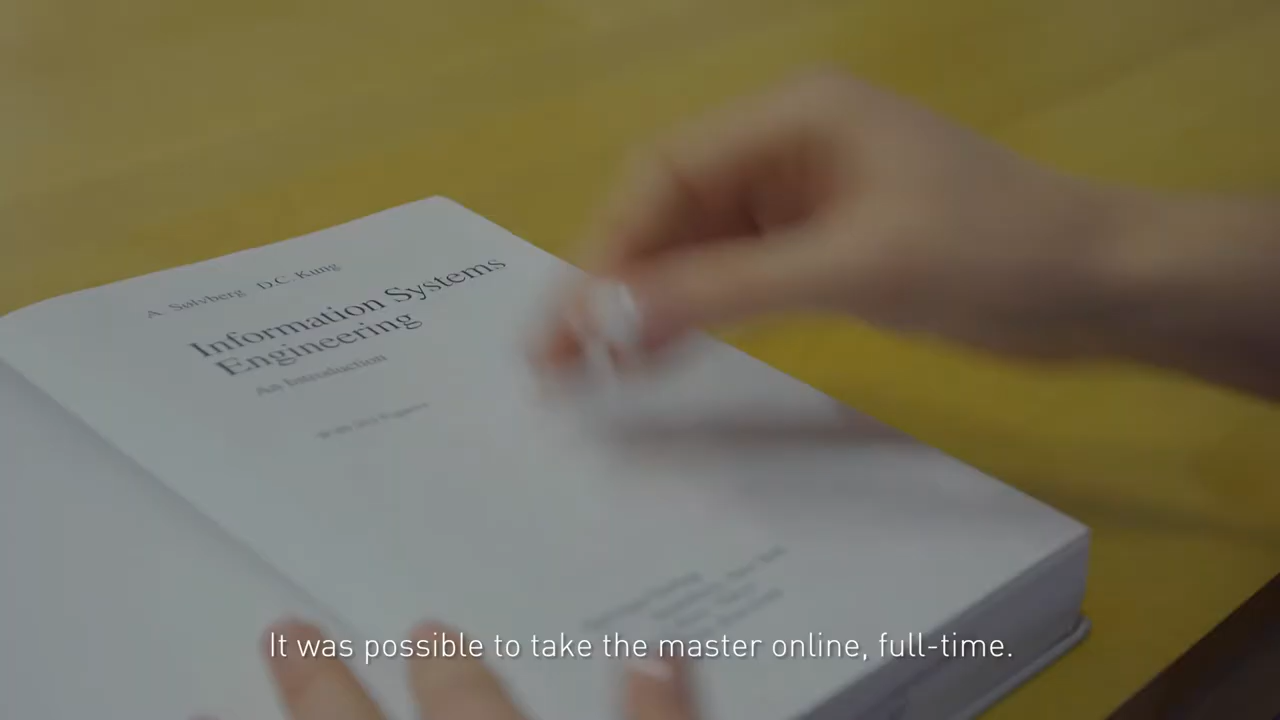 A. Sølvberg D.C. Kung
Information Systems
Engineering
An Introduction
It was possible to take the master online, full-time.